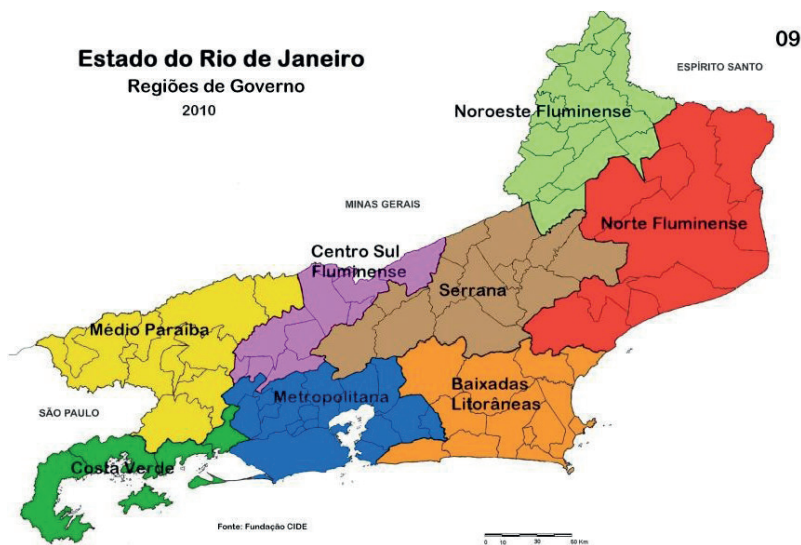 09
Estado do Rio de Janeiro
Regiões de Governo
2010
ESPÍRITO SANTO
Noroeste Fluminense
MINAS GERAIS
Norte Fluminense
Centro Sul
Fluminense
Serrana
Médio Paraíba
Baixadas
Litorâneas
Metropolitana
SÃO PAULO
Costa Verde
Fonte: Fundação CIDE
0 10 30 50 Km